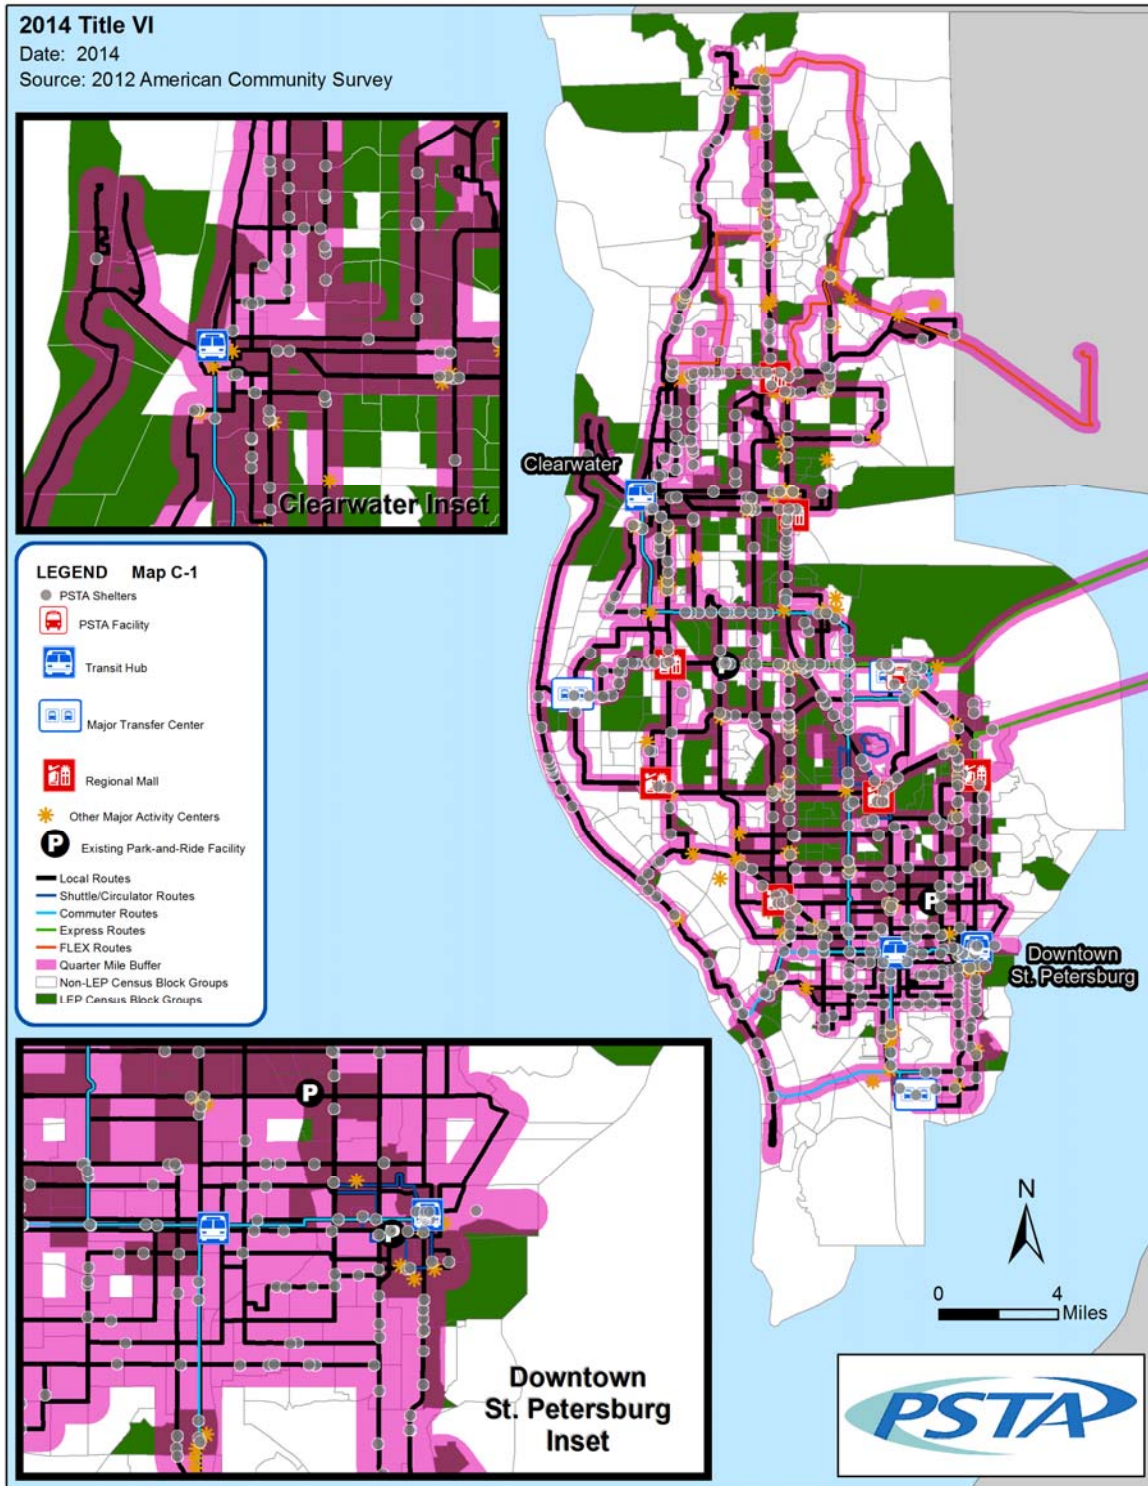 2014 Title VI
Date: 2014
Source: 2012 American Community Survey
Clearwater Inset
LEGEND Map C-1
PSTA Shelters
PSTA Facility
Transit Hub
Major Transfer Center
Regional Mall
Other Major Activity Centers
P Existing Park-and-Ride Facility
Local Routes
Shuttle/Circulator Routes
Commuter Routes
Express Routes
FLEX Routes
Quarter Mile Buffer
Non-LEP Census Block Groups
LEP Census Block Groups
Clearwater
P
P
Downtown
St. Petersburg
P
P
Downtown
St. Petersburg
Inset
N
0 4
Miles
PSTA